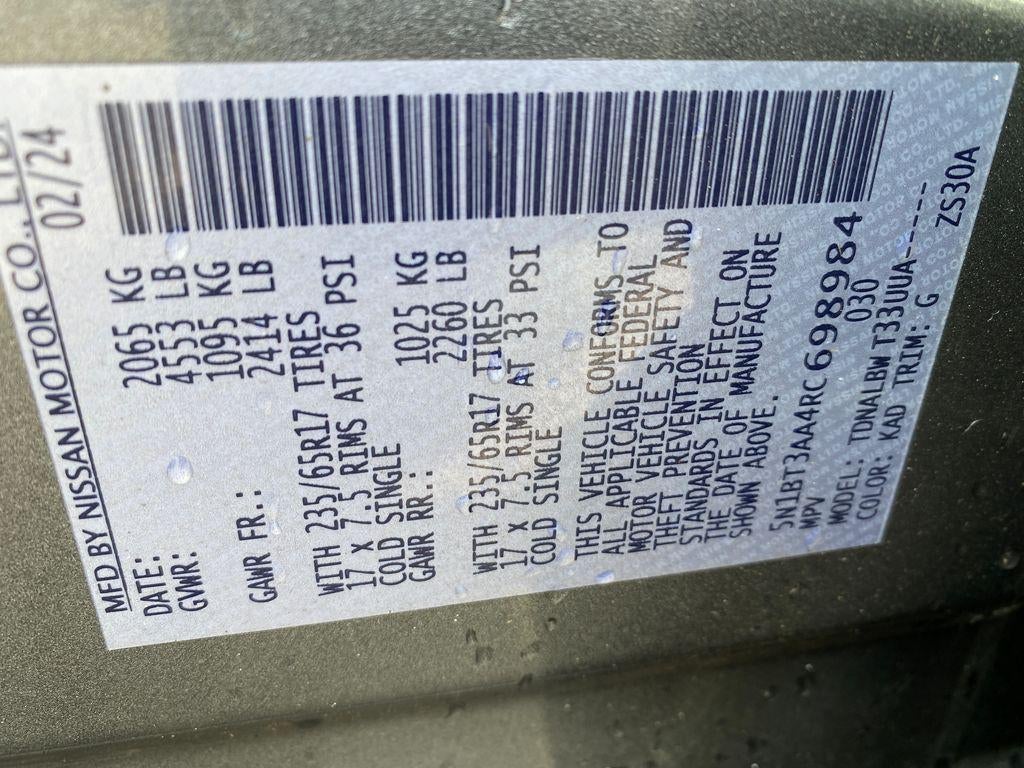 MFD BY NISSAN MOTOR CO., LTD.
DATE: 02/24
GVWR: 2065 KG
4553 LB
GAWR FR.: 1095 KG
2414 LB
WITH 235/65R17 TIRES
17 X 7.5 RIMS AT 36 PSI
COLD SINGLE
GAWR RR.: 1025 KG
2260 LB
WITH 235/65R17 TIRES
17 X 7.5 RIMS AT 33 PSI
COLD SINGLE
THIS VEHICLE CONFORMS TO
ALL APPLICABLE FEDERAL
MOTOR VEHICLE SAFETY AND
THEFT PREVENTION
STANDARDS IN EFFECT ON
THE DATE OF MANUFACTURE
SHOWN ABOVE.
5N1BT3AA4RC698984
MPV 030
MODEL: TDNALBW T33UUA-----
COLOR: KAD TRIM: G
ZS30A